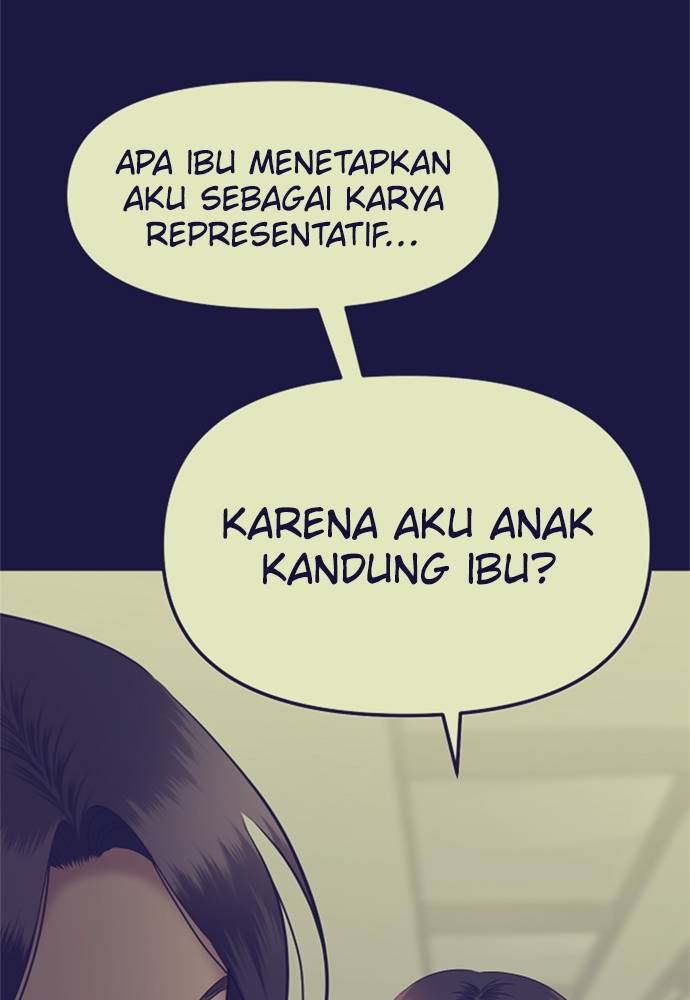 APA IBU MENETAPKAN
AKU SEBAGAI KARYA
REPRESENTATIF...
KARENA AKU ANAK
KANDUNG IBU?